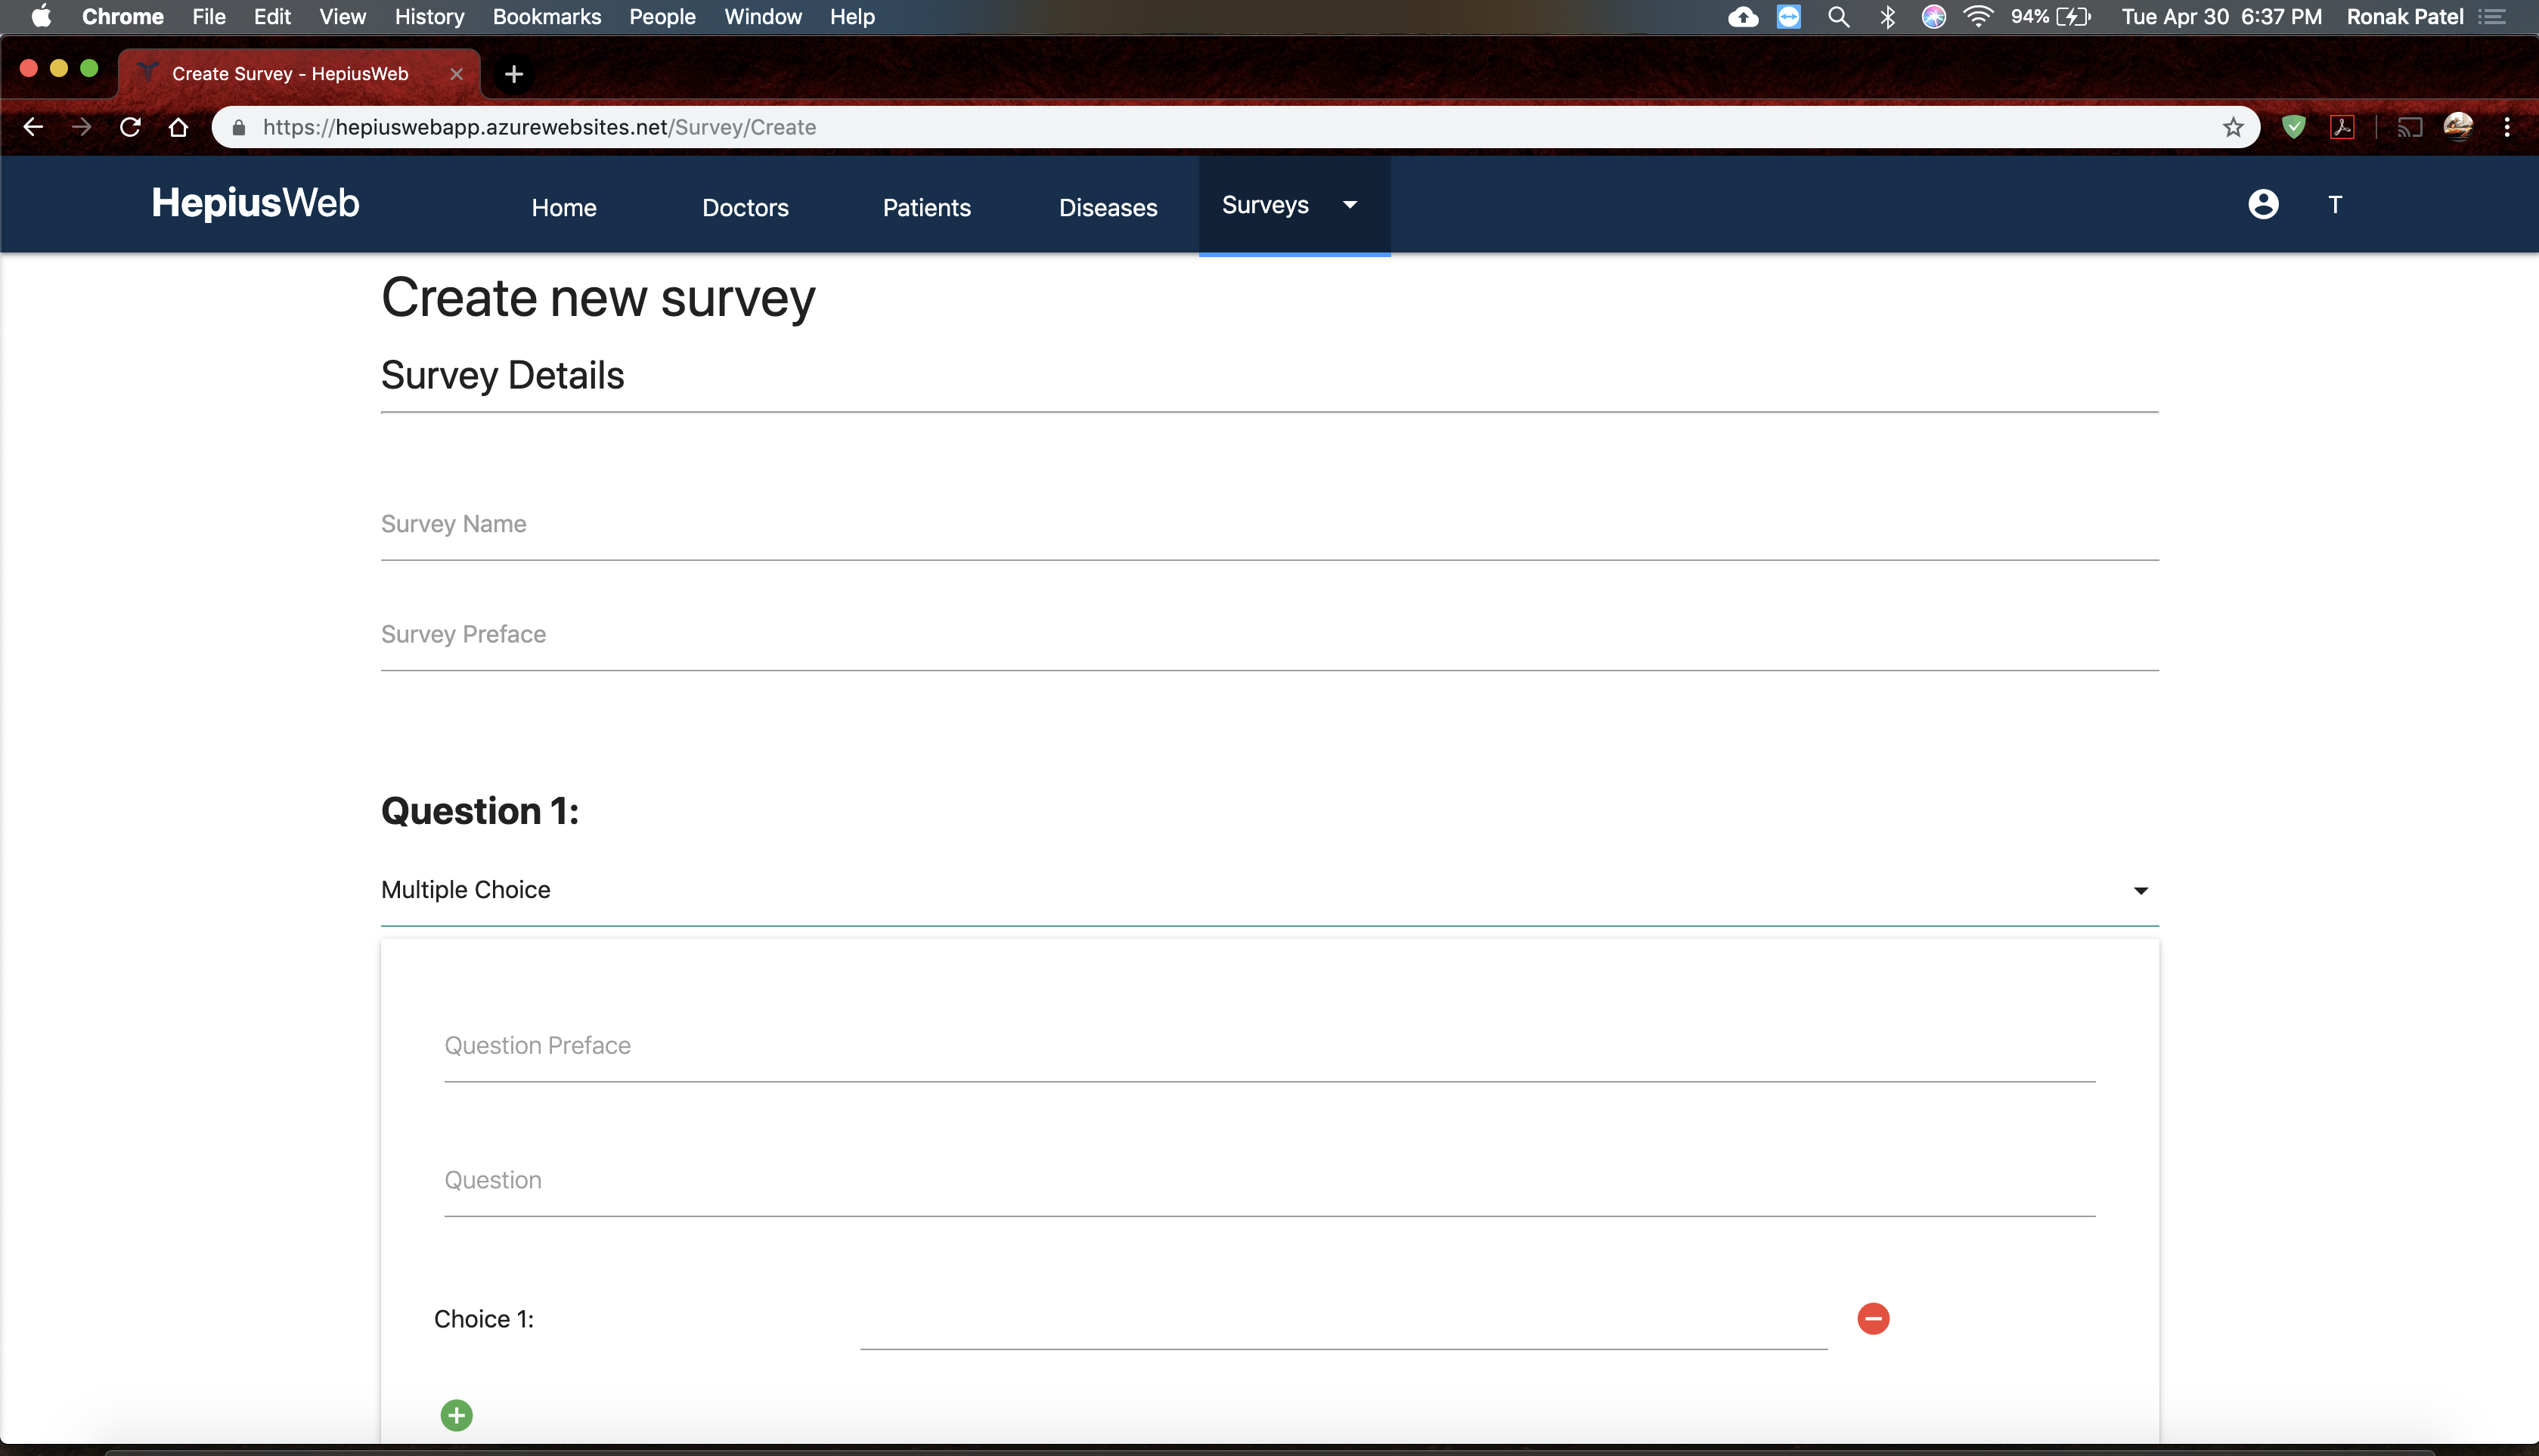 Chrome File Edit View History Bookmarks People Window Help 94% Tue Apr 30 6:37 PM Ronak Patel
Create Survey - HepiusWeb
https://hepiuswebapp.azurewebsites.net/Survey/Create
HepiusWeb Home Doctors Patients Diseases Surveys T
Create new survey
Survey Details
Survey Name
Survey Preface
Question 1:
Multiple Choice
Question Preface
Question
Choice 1: